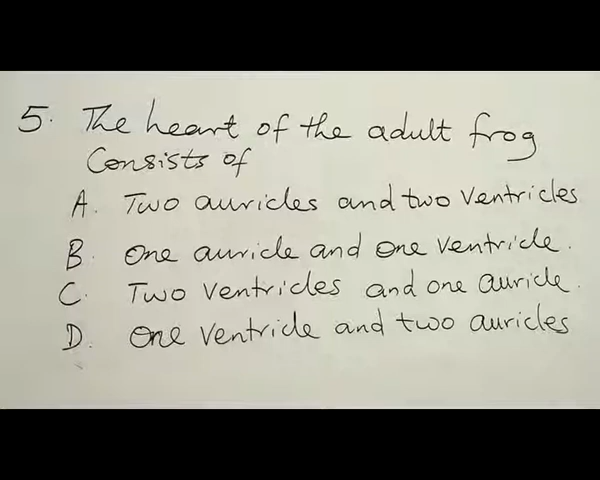 5. The heart of the adult frog
Consists of
A. Two auricles and two ventricles
B. One auricle and one ventricle.
C. Two ventricles and one auricle.
D. One ventricle and two auricles